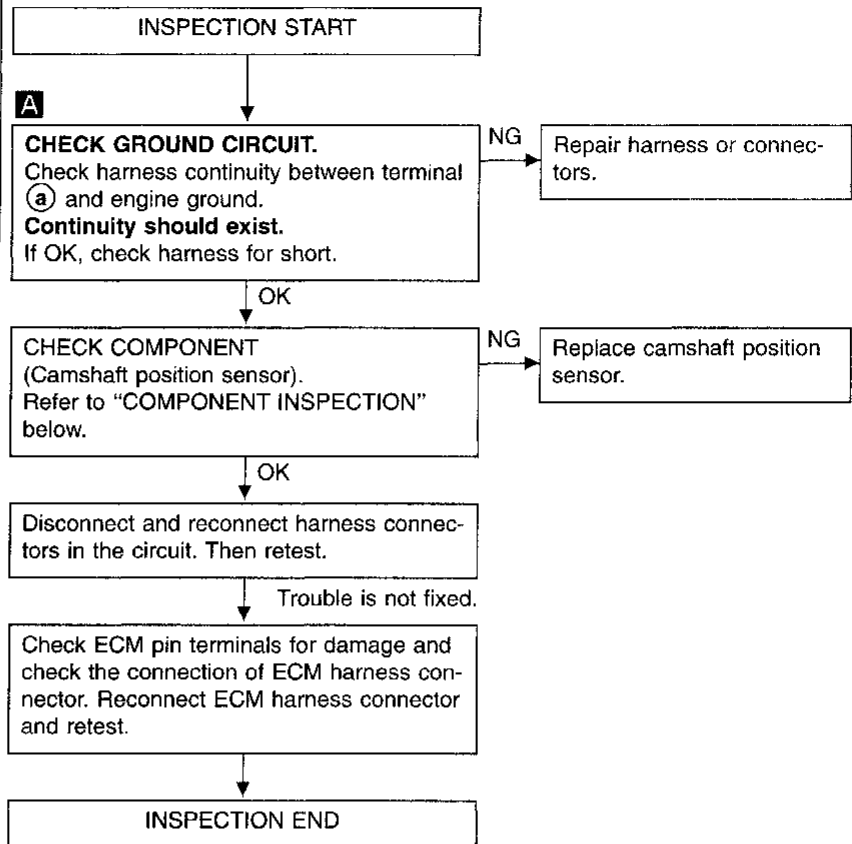 INSPECTION START
A
CHECK GROUND CIRCUIT.
Check harness continuity between terminal
ⓐ and engine ground.
Continuity should exist.
If OK, check harness for short.
NG
Repair harness or connec-
tors.
OK
CHECK COMPONENT
(Camshaft position sensor).
Refer to “COMPONENT INSPECTION”
below.
NG
Replace camshaft position
sensor.
OK
Disconnect and reconnect harness connec-
tors in the circuit. Then retest.
Trouble is not fixed.
Check ECM pin terminals for damage and
check the connection of ECM harness con-
nector. Reconnect ECM harness connector
and retest.
INSPECTION END